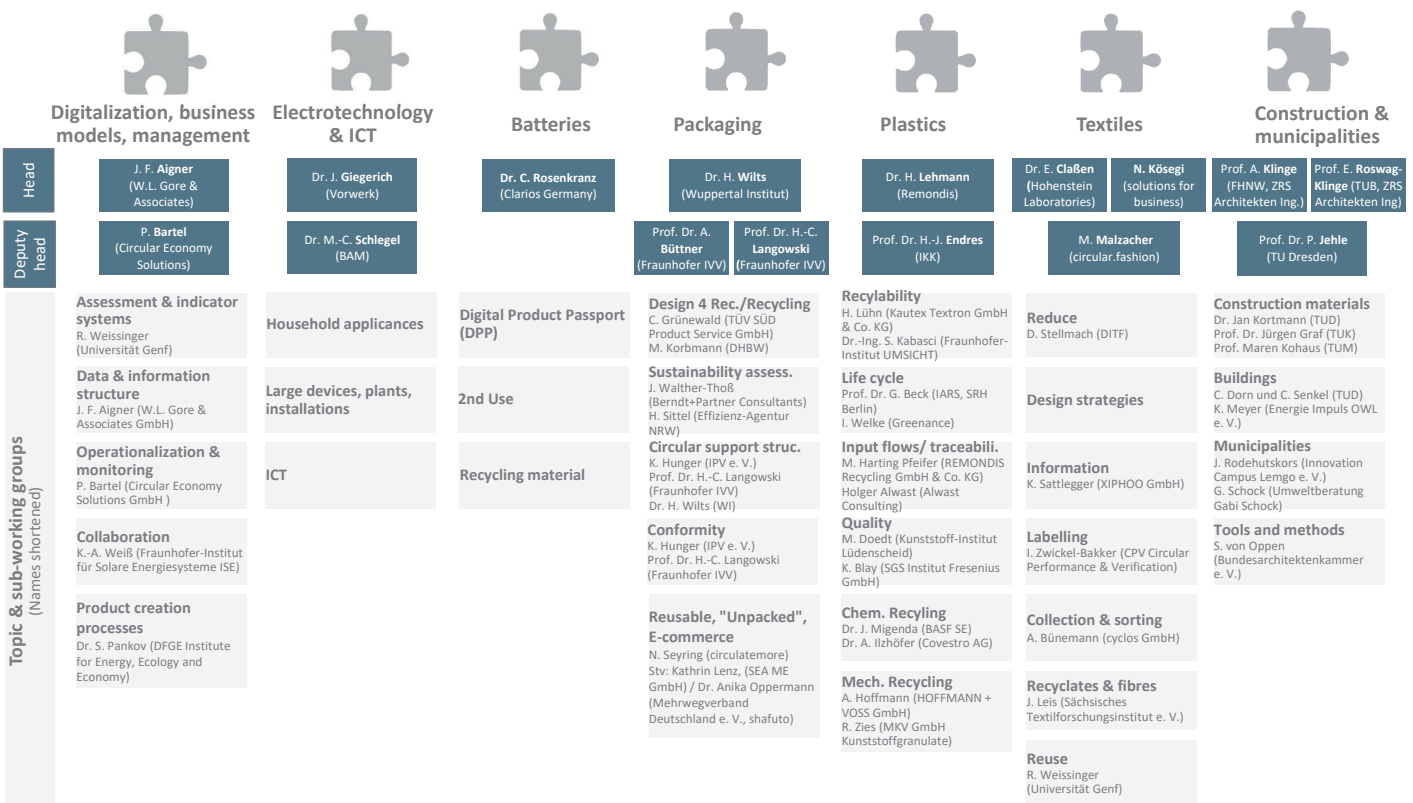 Digitalization, business
models, management
Electrotechnology
& ICT
Batteries
Packaging
Plastics
Textiles
Construction &
municipalities
Head
J. F. Aigner
(W.L. Gore &
Associates)
Dr. J. Giegerich
(Vorwerk)
Dr. C. Rosenkranz
(Clarios Germany)
Dr. H. Wilts
(Wuppertal Institut)
Dr. H. Lehmann
(Remondis)
Dr. E. Claßen
(Hohenstein
Laboratories)
N. Kösegi
(solutions for
business)
Prof. A. Klinge
(FHNW, ZRS
Architekten Ing.)
Prof. E. Roswag-
Klinge (TUB, ZRS
Architekten Ing)
Deputy
head
P. Bartel
(Circular Economy
Solutions)
Dr. M.-C. Schlegel
(BAM)
Prof. Dr. A.
Büttner
(Fraunhofer IVV)
Prof. Dr. H.-C.
Langowski
(Fraunhofer IVV)
Prof. Dr. H.-J. Endres
(IKK)
M. Malzacher
(circular.fashion)
Prof. Dr. P. Jehle
(TU Dresden)
Topic & sub-working groups
(Names shortened)
Assessment & indicator
systems
R. Weissinger
(Universität Genf)
Data & information
structure
J. F. Aigner (W.L. Gore &
Associates GmbH)
Operationalization &
monitoring
P. Bartel (Circular Economy
Solutions GmbH )
Collaboration
K.-A. Weiß (Fraunhofer-Institut
für Solare Energiesysteme ISE)
Product creation
processes
Dr. S. Pankov (DFGE Institute
for Energy, Ecology and
Economy)
Household applicances
Large devices, plants,
installations
ICT
Digital Product Passport
(DPP)
2nd Use
Recycling material
Design 4 Rec./Recycling
C. Grünewald (TÜV SÜD
Product Service GmbH)
M. Korbmann (DHBW)
Sustainability assess.
J. Walther-Thoß
(Berndt+Partner Consultants)
H. Sittel (Effizienz-Agentur
NRW)
Circular support struc.
K. Hunger (IPV e. V.)
Prof. Dr. H.-C. Langowski
(Fraunhofer IVV)
Dr. H. Wilts (WI)
Conformity
K. Hunger (IPV e. V.)
Prof. Dr. H.-C. Langowski
(Fraunhofer IVV)
Reusable, "Unpacked",
E-commerce
N. Seyring (circulatemore)
Stv: Kathrin Lenz, (SEA ME
GmbH) / Dr. Anika Oppermann
(Mehrwegverband
Deutschland e. V., shafuto)
Recylability
H. Lühn (Kautex Textron GmbH
& Co. KG)
Dr.-Ing. S. Kabasci (Fraunhofer-
Institut UMSICHT)
Life cycle
Prof. Dr. G. Beck (IARS, SRH
Berlin)
I. Welke (Greenance)
Input flows/ traceabili.
M. Harting Pfeifer (REMONDIS
Recycling GmbH & Co. KG)
Holger Alwast (Alwast
Consulting)
Quality
M. Doedt (Kunststoff-Institut
Lüdenscheid)
K. Blay (SGS Institut Fresenius
GmbH)
Chem. Recyling
Dr. J. Migenda (BASF SE)
Dr. A. Ilzhöfer (Covestro AG)
Mech. Recycling
A. Hoffmann (HOFFMANN +
VOSS GmbH)
R. Zies (MKV GmbH
Kunststoffgranulate)
Reduce
D. Stellmach (DITF)
Design strategies
Information
K. Sattlegger (XIPHOO GmbH)
Labelling
I. Zwickel-Bakker (CPV Circular
Performance & Verification)
Collection & sorting
A. Bünemann (cyclos GmbH)
Recyclates & fibres
J. Leis (Sächsisches
Textilforschungsinstitut e. V.)
Reuse
R. Weissinger
(Universität Genf)
Construction materials
Dr. Jan Kortmann (TUD)
Prof. Dr. Jürgen Graf (TUK)
Prof. Maren Kohaus (TUM)
Buildings
C. Dorn und C. Senkel (TUD)
K. Meyer (Energie Impuls OWL
e. V.)
Municipalities
J. Rodehutskors (Innovation
Campus Lemgo e. V.)
G. Schock (Umweltberatung
Gabi Schock)
Tools and methods
S. von Oppen
(Bundesarchitektenkammer
e. V.)